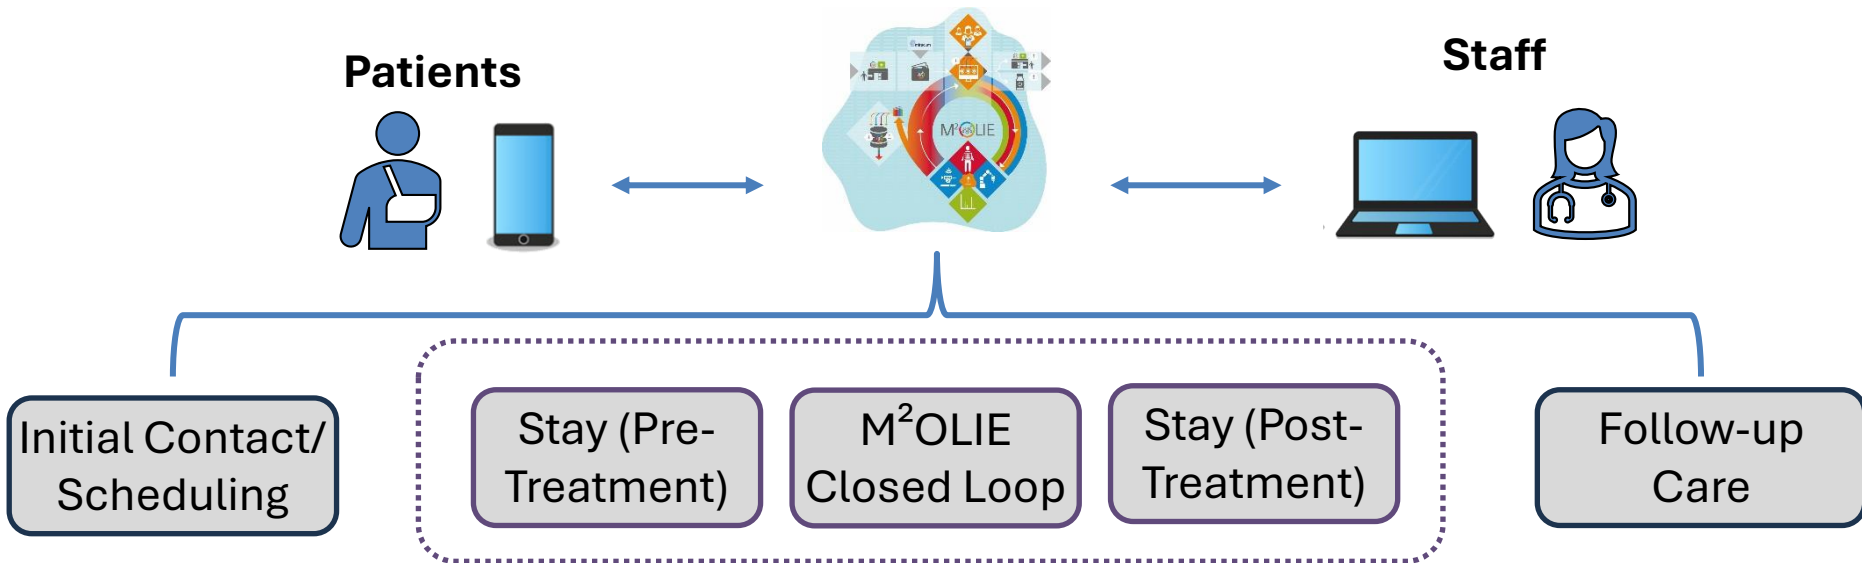 Patients
Staff
M²OLIE
Initial Contact/
Scheduling
Stay (Pre-
Treatment)
M²OLIE
Closed Loop
Stay (Post-
Treatment)
Follow-up
Care